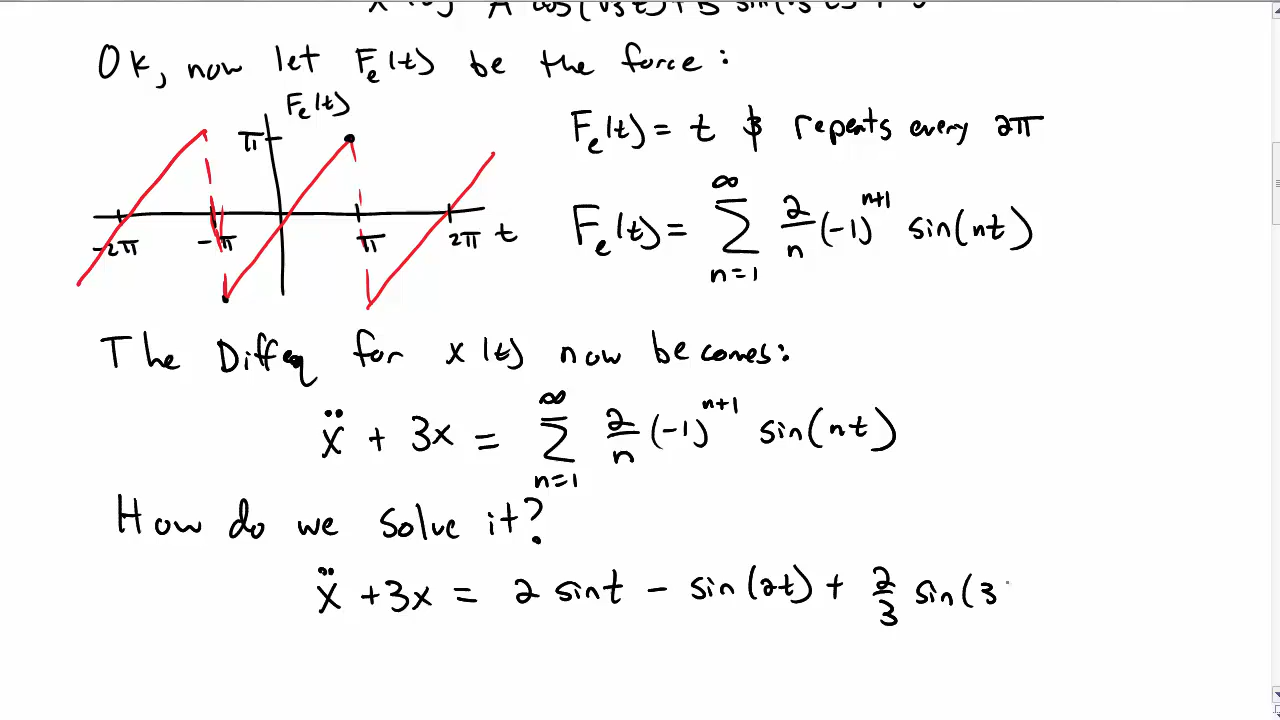 Ok, now let Fₑ(t) be the force:
Fₑ(t)
π
-2π -π π 2π t
Fₑ(t) = t & repeats every 2π
Fₑ(t) = ∞ ∑ n=1 2/n (-1)^(n+1) sin(nt)
The Diffeq for x(t) now becomes:
ẍ + 3x = ∞ ∑ n=1 2/n (-1)^(n+1) sin(nt)
How do we solve it?
ẍ + 3x = 2 sint - sin(2t) + 2/3 sin(3